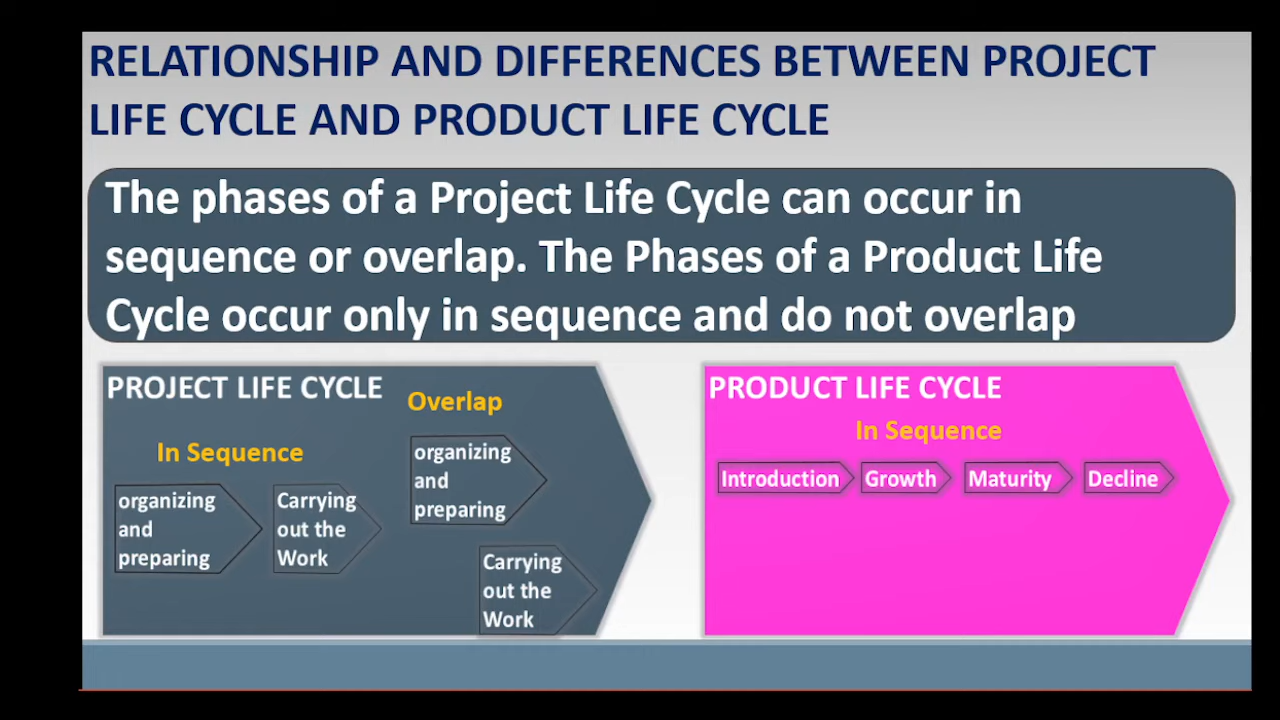 RELATIONSHIP AND DIFFERENCES BETWEEN PROJECT
LIFE CYCLE AND PRODUCT LIFE CYCLE
The phases of a Project Life Cycle can occur in
sequence or overlap. The Phases of a Product Life
Cycle occur only in sequence and do not overlap
PROJECT LIFE CYCLE
In Sequence
organizing
and
preparing
Carrying
out the
Work
Overlap
organizing
and
preparing
Carrying
out the
Work
PRODUCT LIFE CYCLE
In Sequence
Introduction
Growth
Maturity
Decline